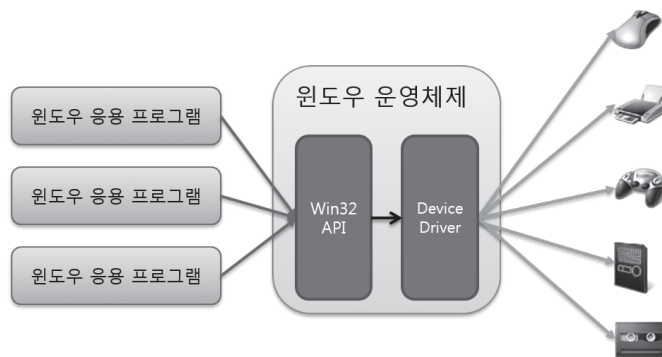 윈도우 운영체제
윈도우 응용 프로그램
윈도우 응용 프로그램
윈도우 응용 프로그램
Win32
API
Device
Driver